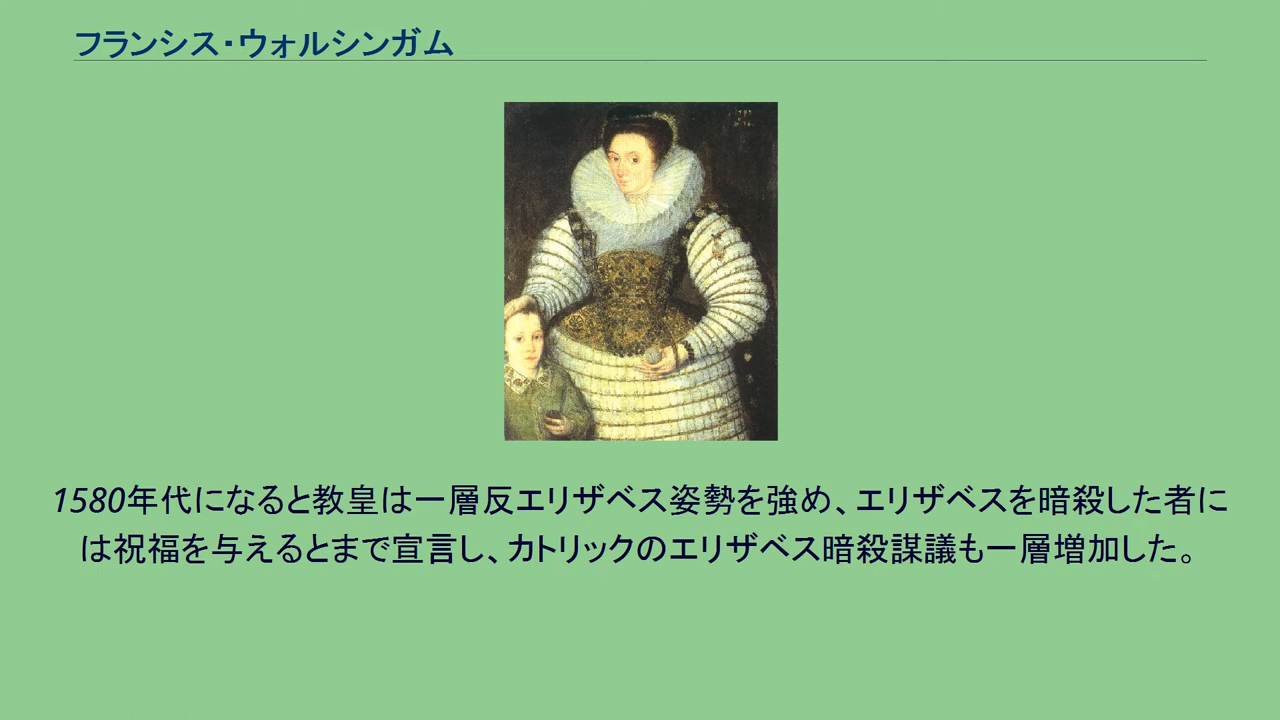 フランシス・ウォルシンガム
1580年代になると教皇は一層反エリザベス姿勢を強め、エリザベスを暗殺した者に
は祝福を与えるとまで宣言し、カトリックのエリザベス暗殺謀議も一層増加した。